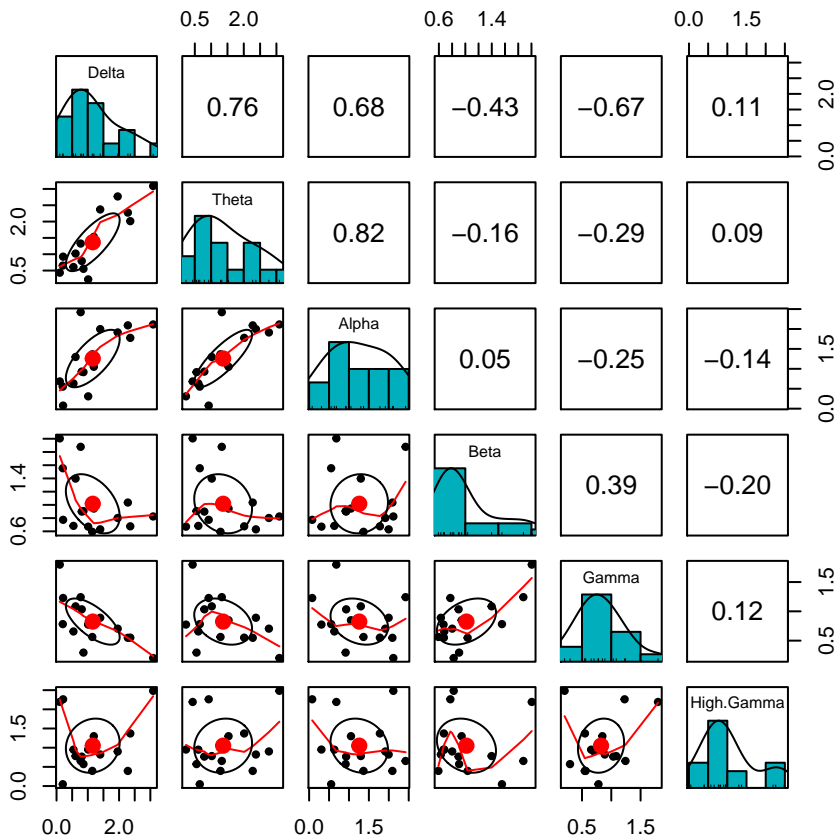 0.5 2.0 0.6 1.4 0.0 1.5
Delta 0.76 0.68 −0.43 −0.67 0.11 0.0 2.0
0.5 2.0 Theta 0.82 −0.16 −0.29 0.09
Alpha 0.05 −0.25 −0.14 0.0 1.5
0.6 1.4 Beta 0.39 −0.20
Gamma 0.12 0.5 1.5
0.0 1.5 High.Gamma
0.0 2.0 0.0 1.5 0.5 1.5